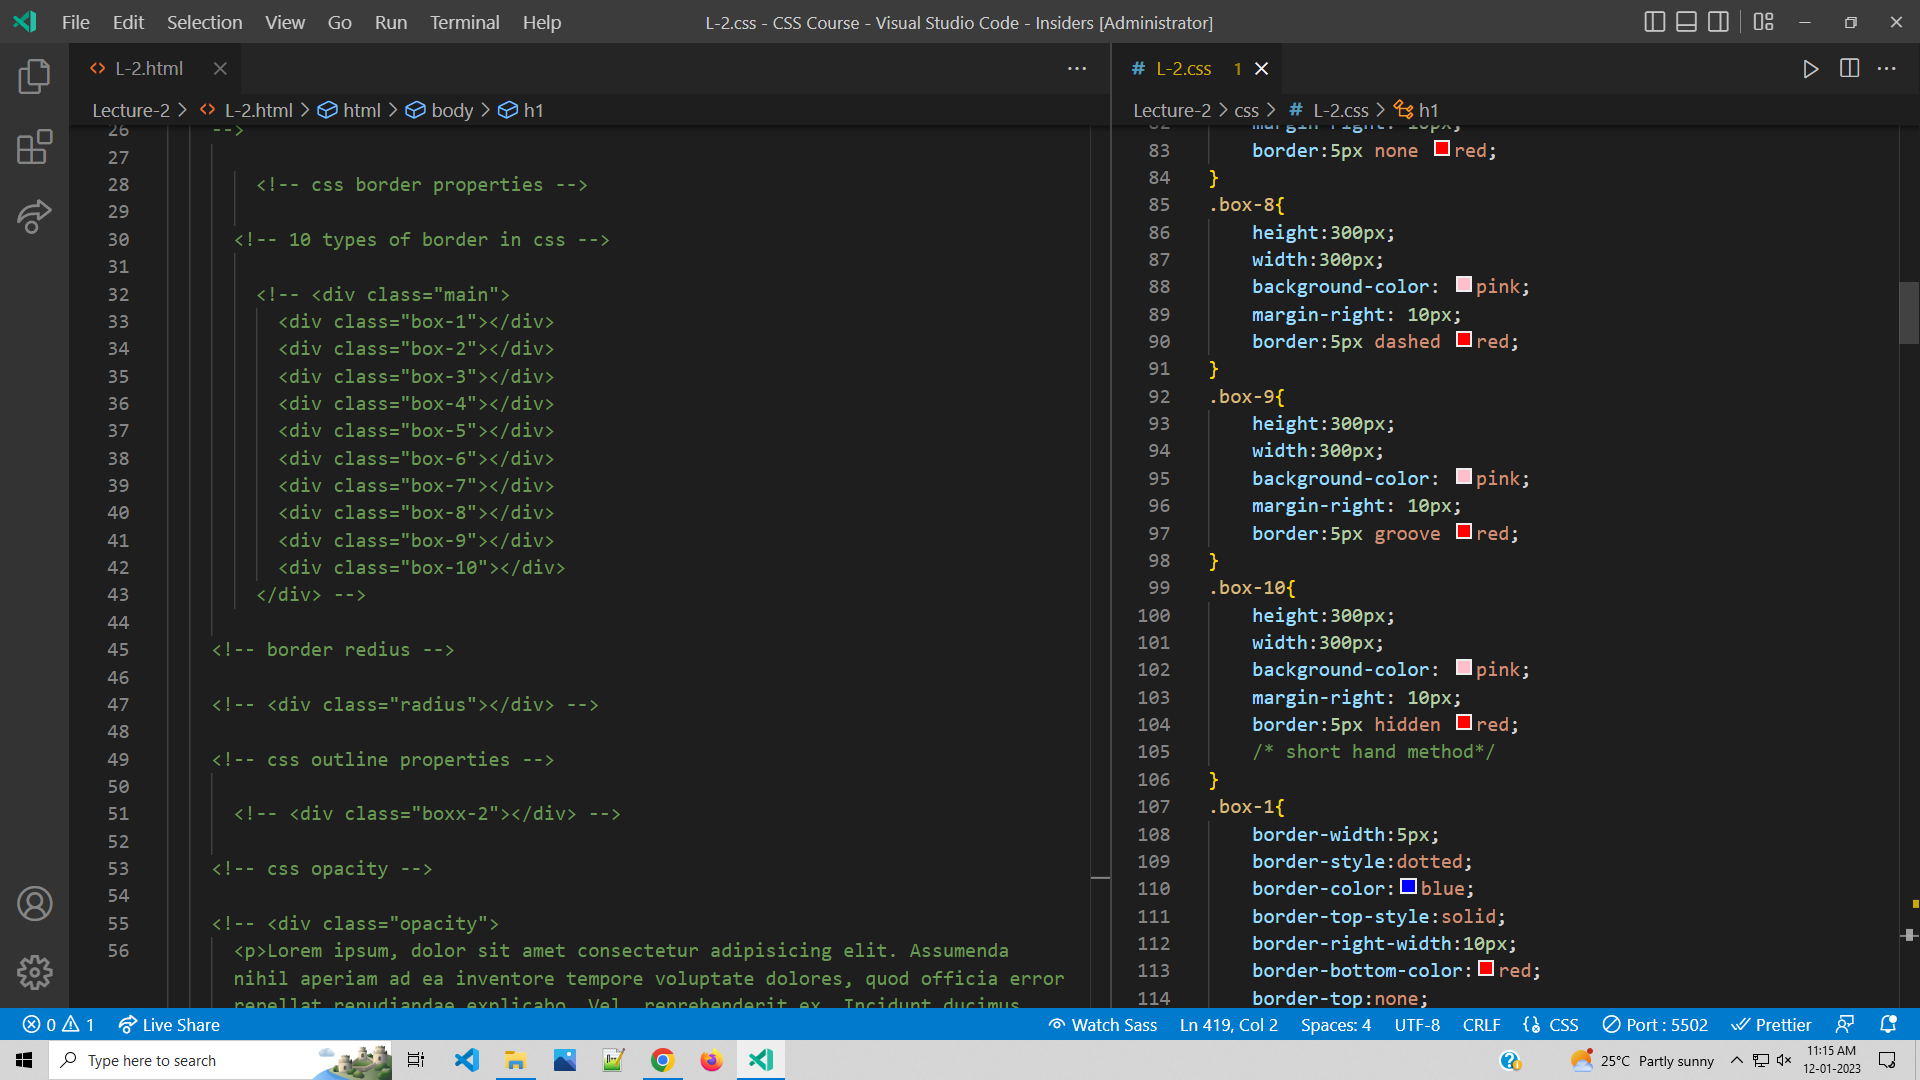 File Edit Selection View Go Run Terminal Help
L-2.css - CSS Course - Visual Studio Code - Insiders [Administrator]
L-2.html
Lecture-2 > L-2.html > html > body > h1
26 -->
27
28 <!-- css border properties -->
29
30 <!-- 10 types of border in css -->
31
32 <!-- <div class="main">
33 <div class="box-1"></div>
34 <div class="box-2"></div>
35 <div class="box-3"></div>
36 <div class="box-4"></div>
37 <div class="box-5"></div>
38 <div class="box-6"></div>
39 <div class="box-7"></div>
40 <div class="box-8"></div>
41 <div class="box-9"></div>
42 <div class="box-10"></div>
43 </div> -->
44
45 <!-- border redius -->
46
47 <!-- <div class="radius"></div> -->
48
49 <!-- css outline properties -->
50
51 <!-- <div class="boxx-2"></div> -->
52
53 <!-- css opacity -->
54
55 <!-- <div class="opacity">
56 <p>Lorem ipsum, dolor sit amet consectetur adipisicing elit. Assumenda
nihil aperiam ad ea inventore tempore voluptate dolores, quod officia error
repellat repudiandae explicabo. Vel, reprehenderit ex. Incidunt ducimus
# L-2.css 1
Lecture-2 > css > # L-2.css > h1
82 margin-right: 10px;
83 border:5px none red;
84 }
85 .box-8{
86 height:300px;
87 width:300px;
88 background-color: pink;
89 margin-right: 10px;
90 border:5px dashed red;
91 }
92 .box-9{
93 height:300px;
94 width:300px;
95 background-color: pink;
96 margin-right: 10px;
97 border:5px groove red;
98 }
99 .box-10{
100 height:300px;
101 width:300px;
102 background-color: pink;
103 margin-right: 10px;
104 border:5px hidden red;
105 /* short hand method*/
106 }
107 .box-1{
108 border-width:5px;
109 border-style:dotted;
110 border-color:blue;
111 border-top-style:solid;
112 border-right-width:10px;
113 border-bottom-color:red;
114 border-top:none;
0 1 Live Share
Watch Sass Ln 419, Col 2 Spaces: 4 UTF-8 CRLF CSS Port : 5502 Prettier
Type here to search
25°C Partly sunny
11:15 AM
12-01-2023